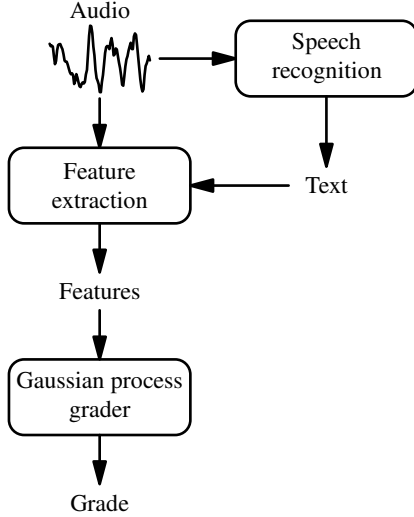 Audio
Speech
recognition
Feature
extraction
Text
Features
Gaussian process
grader
Grade